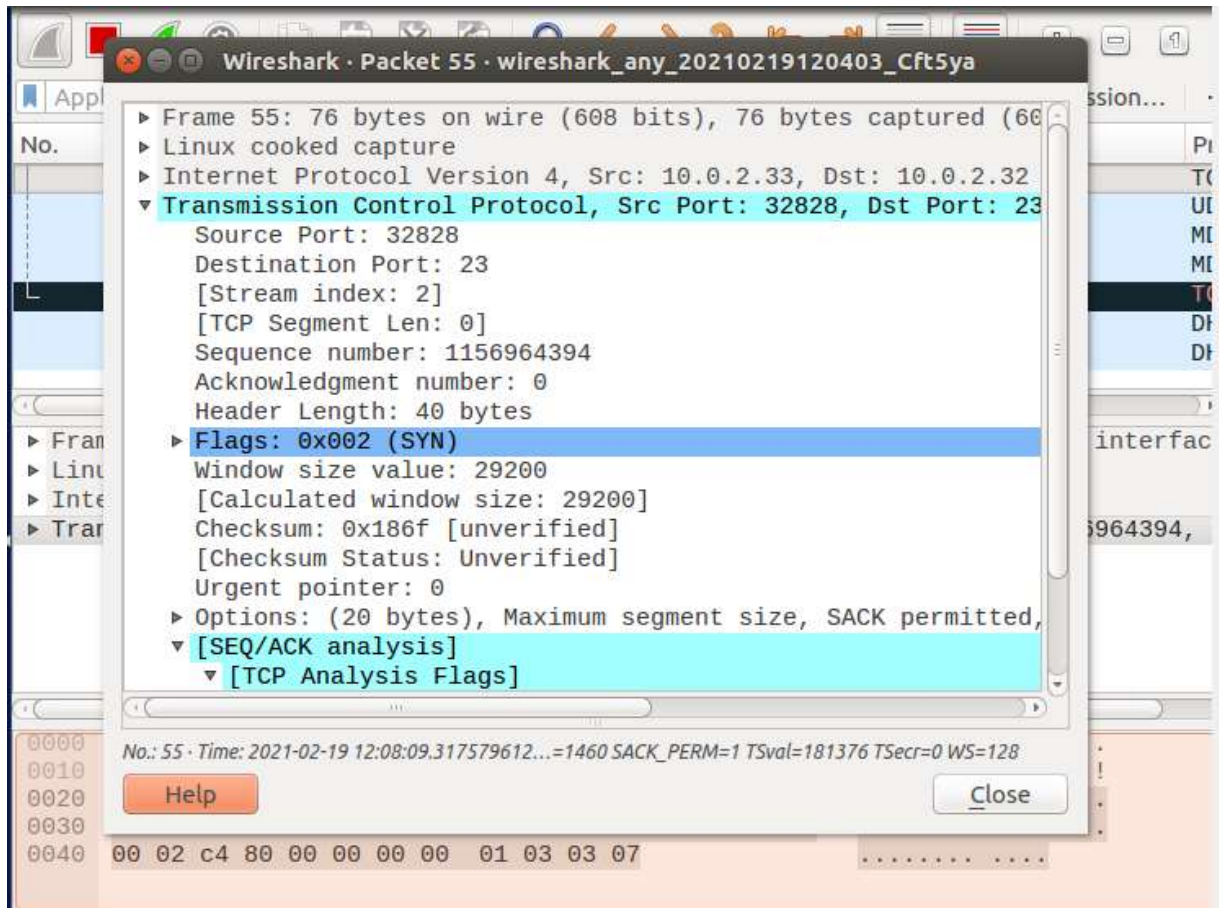 Wireshark · Packet 55 · wireshark_any_20210219120403_Cft5ya
Appl
ssion...
No.
Frame 55: 76 bytes on wire (608 bits), 76 bytes captured (60
Linux cooked capture
Internet Protocol Version 4, Src: 10.0.2.33, Dst: 10.0.2.32
Transmission Control Protocol, Src Port: 32828, Dst Port: 23
Source Port: 32828
Destination Port: 23
[Stream index: 2]
[TCP Segment Len: 0]
Sequence number: 1156964394
Acknowledgment number: 0
Header Length: 40 bytes
Flags: 0x002 (SYN)
Window size value: 29200
[Calculated window size: 29200]
Checksum: 0x186f [unverified]
[Checksum Status: Unverified]
Urgent pointer: 0
Options: (20 bytes), Maximum segment size, SACK permitted,
[SEQ/ACK analysis]
[TCP Analysis Flags]
Fram
interfac
Linu
Inte
Tran
6964394,
No.: 55 · Time: 2021-02-19 12:08:09.317579612...=1460 SACK_PERM=1 TSval=181376 TSecr=0 WS=128
Help
Close
0000
0010
0020
0030
0040 00 02 c4 80 00 00 00 00 01 03 03 07 ........ ....